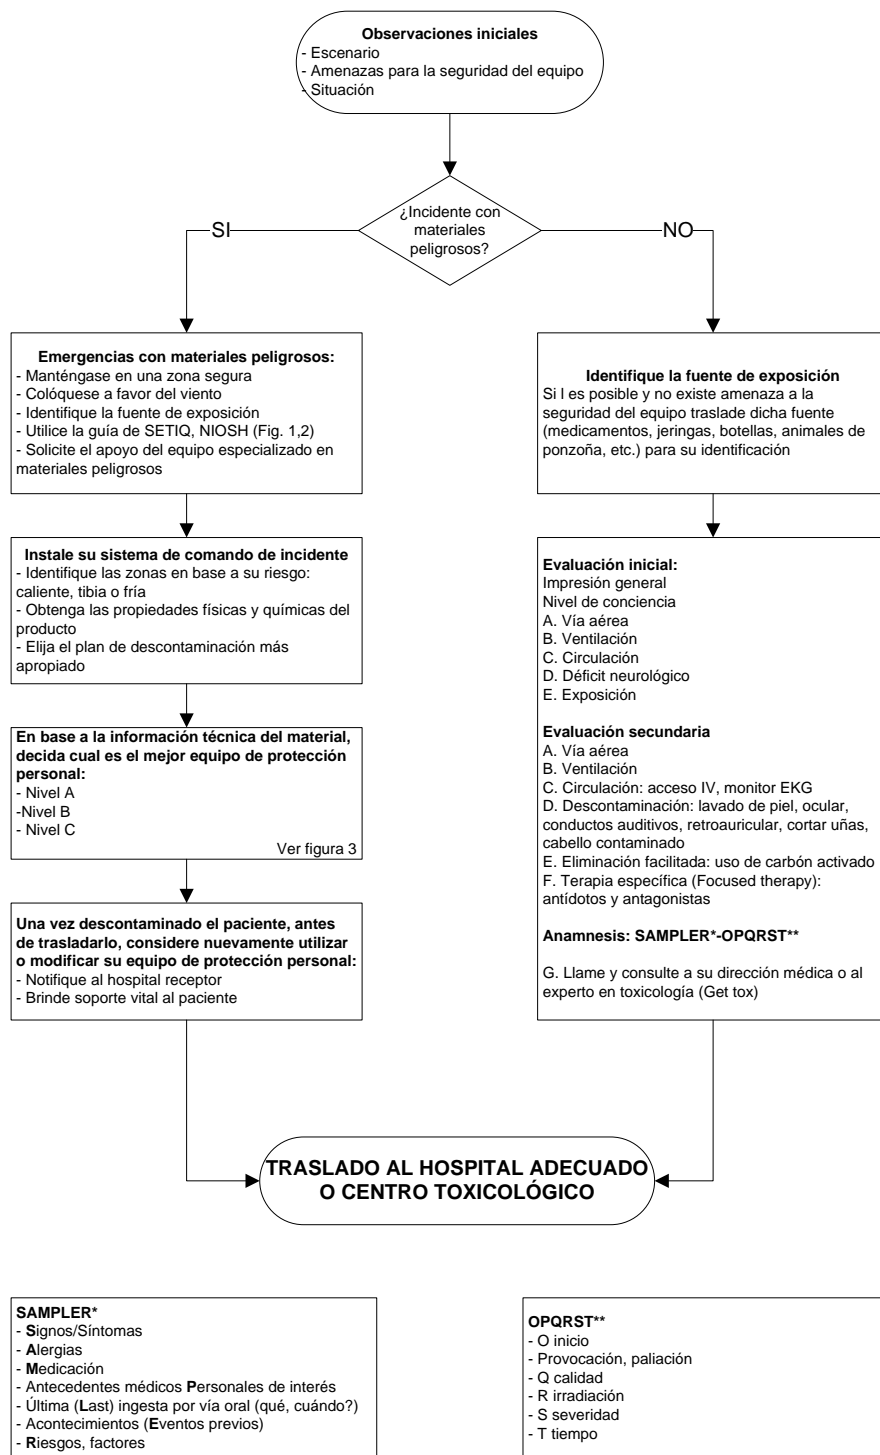 Observaciones iniciales
- Escenario
- Amenazas para la seguridad del equipo
- Situación
¿Incidente con
materiales
peligrosos?
SI
NO
Emergencias con materiales peligrosos:
- Manténgase en una zona segura
- Colóquese a favor del viento
- Identifique la fuente de exposición
- Utilice la guía de SETIQ, NIOSH (Fig. 1,2)
- Solicite el apoyo del equipo especializado en
materiales peligrosos
Instale su sistema de comando de incidente
- Identifique las zonas en base a su riesgo:
caliente, tibia o fría
- Obtenga las propiedades físicas y químicas del
producto
- Elija el plan de descontaminación más
apropiado
En base a la información técnica del material,
decida cual es el mejor equipo de protección
personal:
- Nivel A
-Nivel B
- Nivel C
Ver figura 3
Una vez descontaminado el paciente, antes
de trasladarlo, considere nuevamente utilizar
o modificar su equipo de protección personal:
- Notifique al hospital receptor
- Brinde soporte vital al paciente
Identifique la fuente de exposición
Si l es posible y no existe amenaza a la
seguridad del equipo traslade dicha fuente
(medicamentos, jeringas, botellas, animales de
ponzoña, etc.) para su identificación
Evaluación inicial:
Impresión general
Nivel de conciencia
A. Vía aérea
B. Ventilación
C. Circulación
D. Déficit neurológico
E. Exposición
Evaluación secundaria
A. Vía aérea
B. Ventilación
C. Circulación: acceso IV, monitor EKG
D. Descontaminación: lavado de piel, ocular,
conductos auditivos, retroauricular, cortar uñas,
cabello contaminado
E. Eliminación facilitada: uso de carbón activado
F. Terapia específica (Focused therapy):
antídotos y antagonistas
Anamnesis: SAMPLER*-OPQRST**
G. Llame y consulte a su dirección médica o al
experto en toxicología (Get tox)
TRASLADO AL HOSPITAL ADECUADO
O CENTRO TOXICOLÓGICO
SAMPLER*
- Signos/Síntomas
- Alergias
- Medicación
- Antecedentes médicos Personales de interés
- Última (Last) ingesta por vía oral (qué, cuándo?)
- Acontecimientos (Eventos previos)
- Riesgos, factores
OPQRST**
- O inicio
- Provocación, paliación
- Q calidad
- R irradiación
- S severidad
- T tiempo